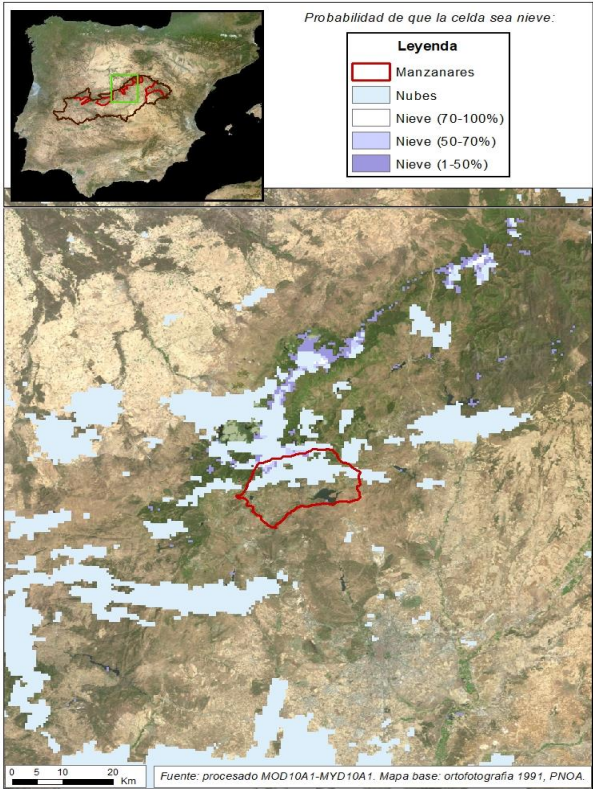 Probabilidad de que la celda sea nieve:
Leyenda
Manzanares
Nubes
Nieve (70-100%)
Nieve (50-70%)
Nieve (1-50%)
0 5 10 20
Km
Fuente: procesado MOD10A1-MYD10A1. Mapa base: ortofotografia 1991, PNOA.